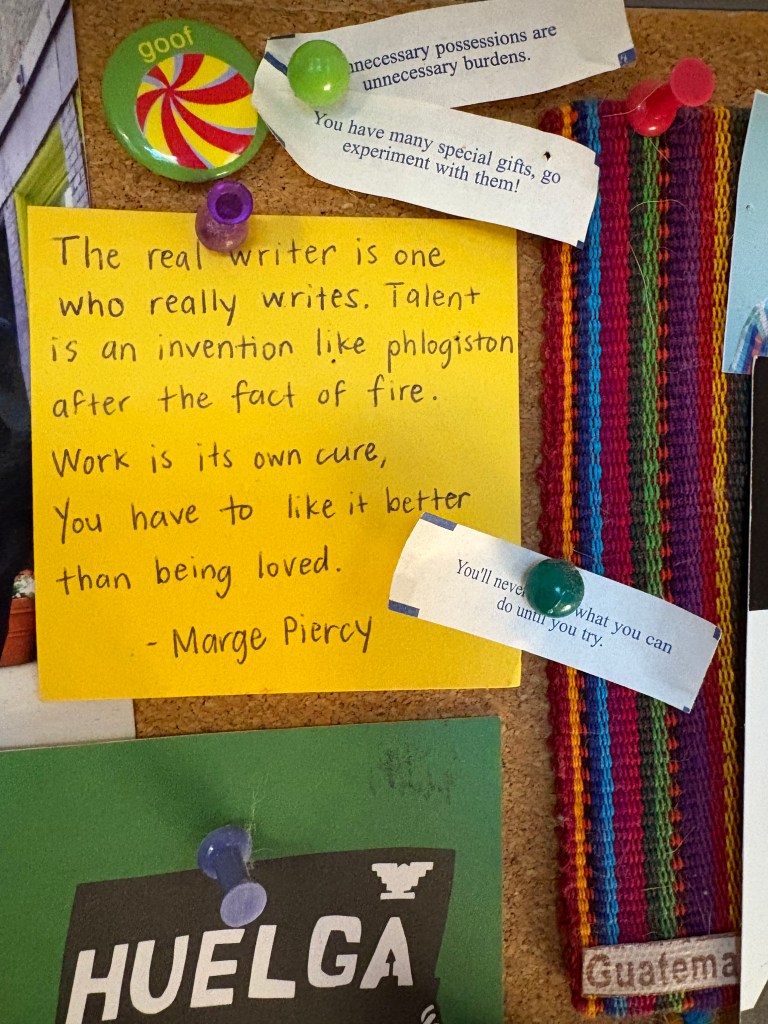 goof
necessary possessions are
unnecessary burdens.
You have many special gifts, go
experiment with them!
The real writer is one
who really writes. Talent
is an invention like phlogiston
after the fact of fire.
Work is its own cure,
You have to like it better
than being loved.
- Marge Piercy
You'll never what you can
do until you try.
HUELGA
Guatema